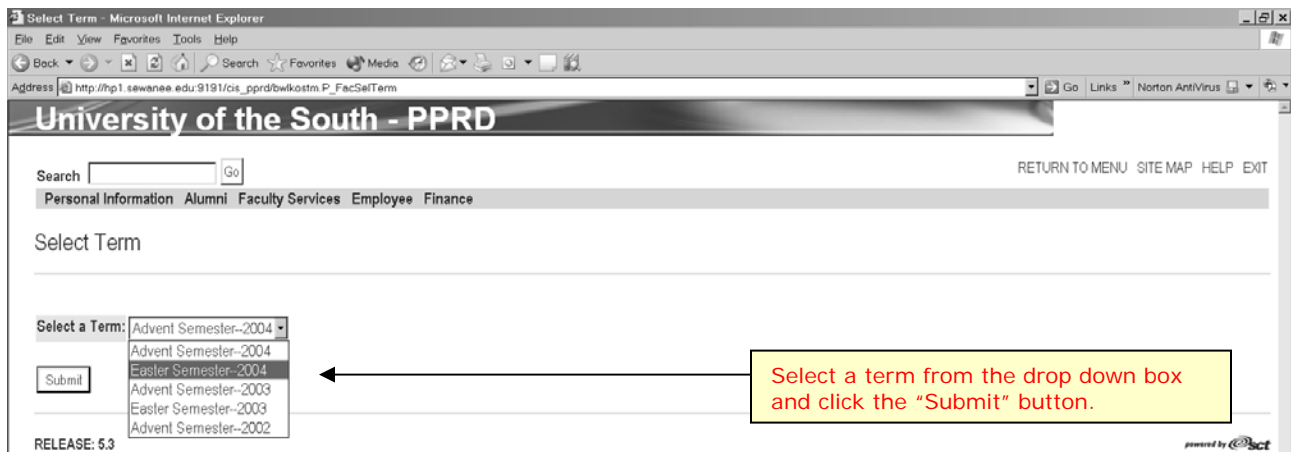 Select Term - Microsoft Internet Explorer
File Edit View Favorites Tools Help
Back Search Favorites Media
Address http://hp1.sewanee.edu:9191/cis_pprd/bwlkostm.P_FacSelTerm Go Links » Norton AntiVirus
University of the South - PPRD
Search Go RETURN TO MENU SITE MAP HELP EXIT
Personal Information Alumni Faculty Services Employee Finance
Select Term
Select a Term: Advent Semester--2004
Advent Semester--2004
Easter Semester--2004
Advent Semester--2003
Easter Semester--2003
Advent Semester--2002
Submit
Select a term from the drop down box
and click the “Submit” button.
RELEASE: 5.3 powered by sct